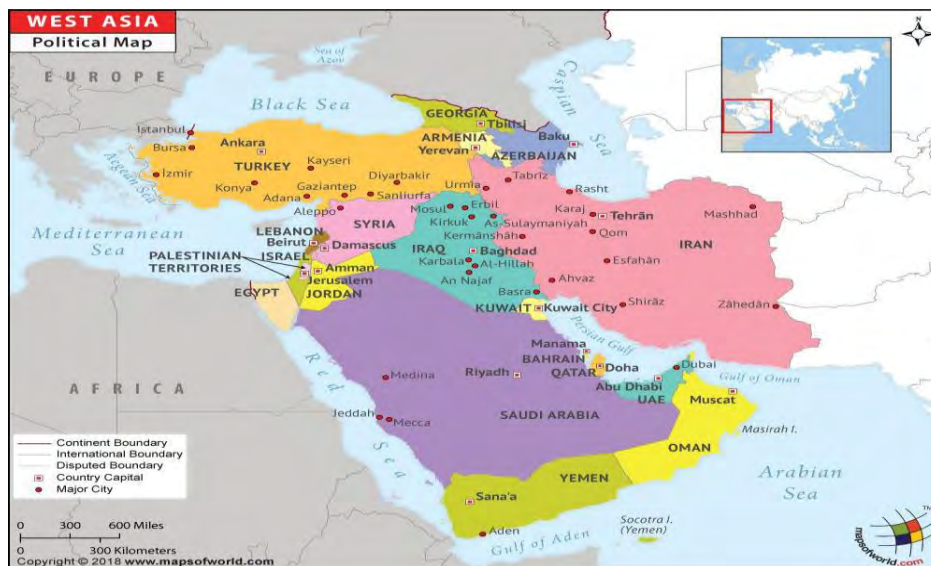 WEST ASIA
Political Map
EUROPE
Sea of
Azov
Black Sea
Caspian
Sea
GEORGIA
Tbilisi
ARMENIA
Yerevan
Baku
AZERBAIJAN
Istanbul
Bursa
Ankara
TURKEY
Kayseri
Aegean Sea
İzmir
Konya
Adana
Gaziantep
Diyarbakir
Sanliurfa
Urmia
Tabrīz
Rasht
Aleppo
SYRIA
Mosul
Erbil
Kirkuk
As-Sulaymaniyah
Karaj
Tehrān
Mashhad
Qom
Kermānshāh
IRAN
Mediterranean
Sea
LEBANON
Beirut
Damascus
ISRAEL
PALESTINIAN
TERRITORIES
IRAQ
Baghdad
Karbala
Al-Hillah
An Najaf
Esfahān
Amman
Jerusalem
JORDAN
EGYPT
Ahvaz
Basra
Shirāz
Zāhedān
KUWAIT
Kuwait City
Persian Gulf
Manama
BAHRAIN
QATAR
Doha
Dubai
Gulf of Oman
Abu Dhabi
UAE
Muscat
Red
Sea
AFRICA
Medina
Riyadh
SAUDI ARABIA
Jeddah
Mecca
OMAN
Masirah I.
YEMEN
Arabian
Sea
Sana'a
Aden
Gulf of Aden
Socotra I.
(Yemen)
Continent Boundary
International Boundary
Disputed Boundary
Country Capital
Major City
0 300 600 Miles
0 300 Kilometers
Copyright © 2018 www.mapsofworld.com
mapsofworld.com
TM
N